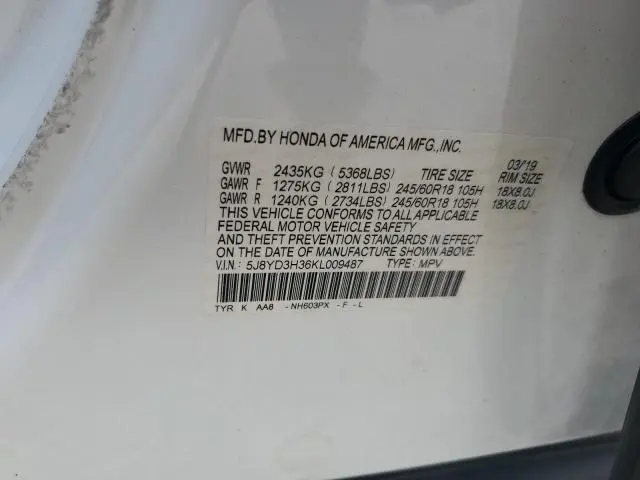 MFD.BY HONDA OF AMERICA MFG.,INC.
03/19
GVWR 2435KG (5368LBS) TIRE SIZE RIM SIZE
GAWR F 1275KG (2811LBS) 245/60R18 105H 18X8.0J
GAWR R 1240KG (2734LBS) 245/60R18 105H 18X8.0J
THIS VEHICLE CONFORMS TO ALL APPLICABLE
FEDERAL MOTOR VEHICLE SAFETY
AND THEFT PREVENTION STANDARDS IN EFFECT
ON THE DATE OF MANUFACTURE SHOWN ABOVE.
V.I.N.: 5J8YD3H36KL009487 TYPE: MPV
TYR K AA8 -NH603PX -F -L